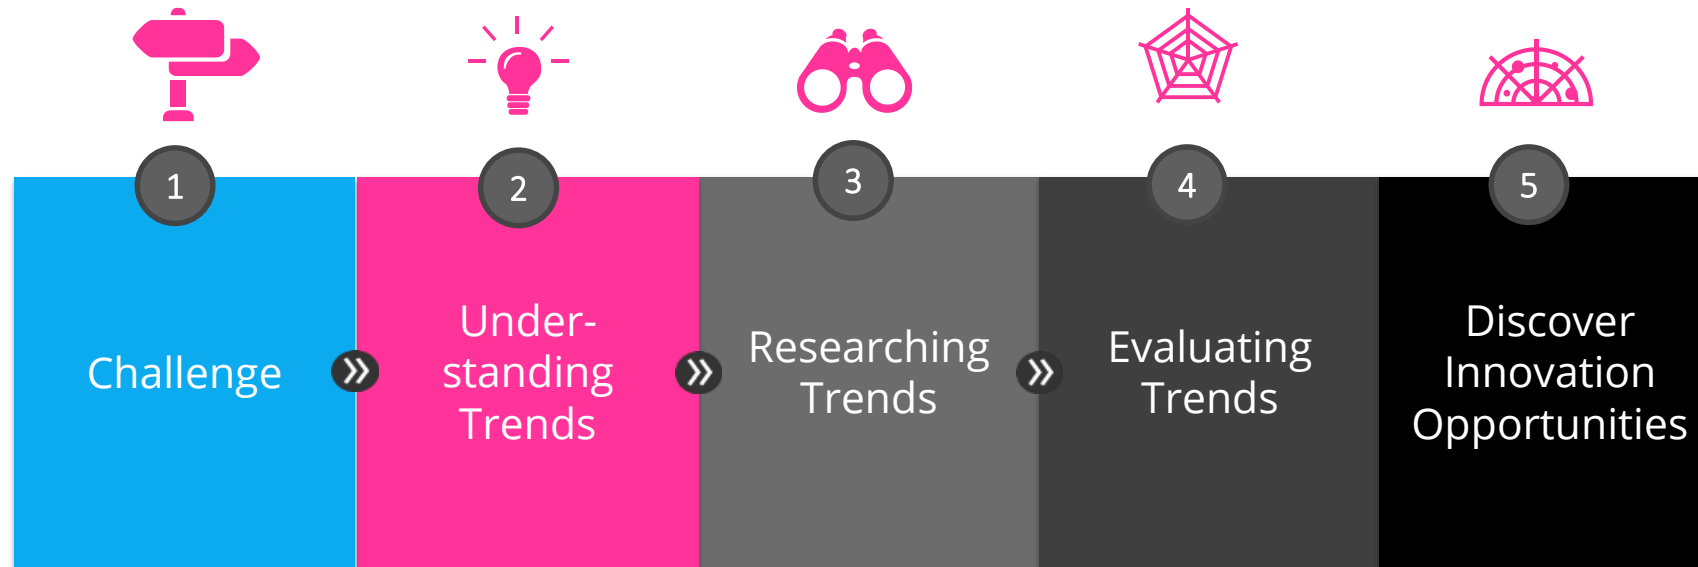 1
2
3
4
5
Challenge
Under-
standing
Trends
Researching
Trends
Evaluating
Trends
Discover
Innovation
Opportunities